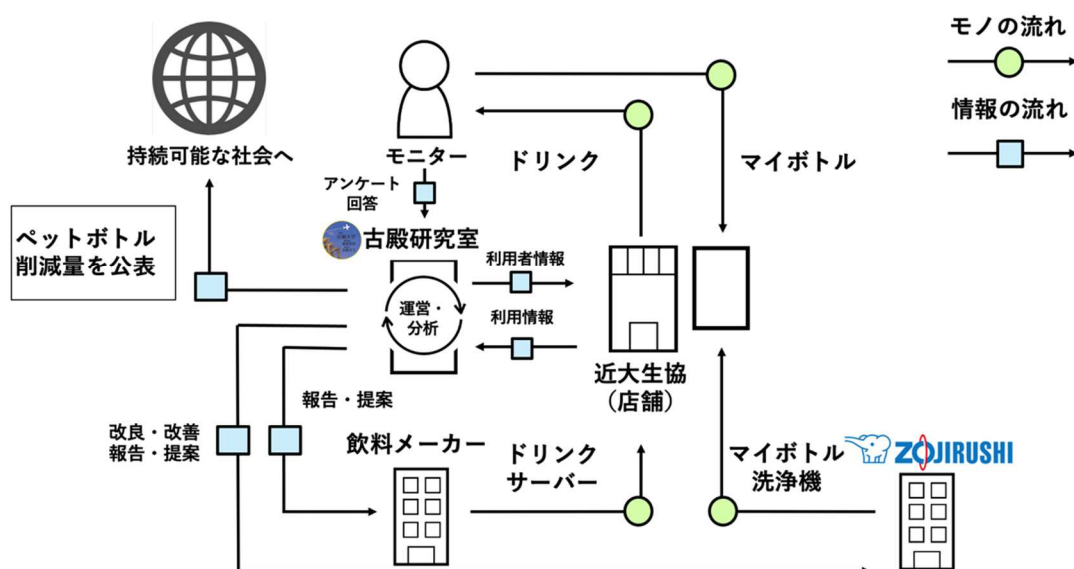 モノの流れ
情報の流れ
持続可能な社会へ
モニター
ドリンク
マイボトル
アンケート
回答
ペットボトル
削減量を公表
古殿研究室
利用者情報
運営・
分析
利用情報
近大生協
(店舗)
報告・提案
改良・改善
報告・提案
飲料メーカー
ドリンク
サーバー
マイボトル
洗浄機
ZOJIRUSHI